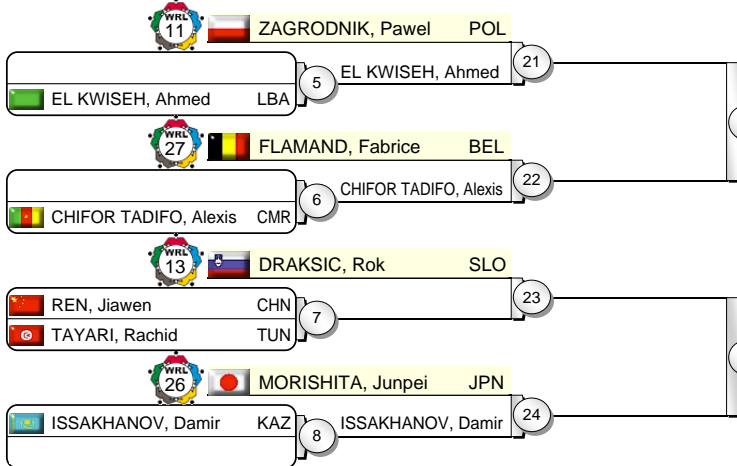 WRL
11 ZAGRODNIK, Pawel POL
21
5 EL KWISEH, Ahmed
EL KWISEH, Ahmed LBA
WRL
27 FLAMAND, Fabrice BEL
22
6 CHIFOR TADIFO, Alexis
CHIFOR TADIFO, Alexis CMR
WRL
13 DRAKSIC, Rok SLO
23
REN, Jiawen CHN
7
TAYARI, Rachid TUN
WRL
26 MORISHITA, Junpei JPN
24
ISSAKHANOV, Damir KAZ
8 ISSAKHANOV, Damir